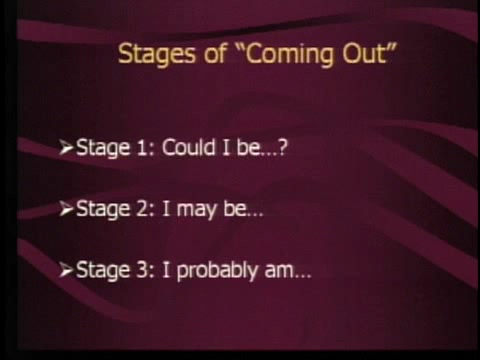 Stages of “Coming Out”
➢Stage 1: Could I be…?
➢Stage 2: I may be…
➢Stage 3: I probably am…